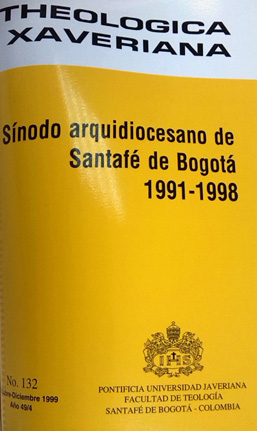 THEOLOGICA
XAVERIANA
Sínodo arquidiocesano de
Santafé de Bogotá
1991-1998
IHS
No. 132
-Diciembre 1999
Año 49/4
PONTIFICIA UNIVERSIDAD JAVERIANA
FACULTAD DE TEOLOGÍA
SANTAFÉ DE BOGOTÁ - COLOMBIA